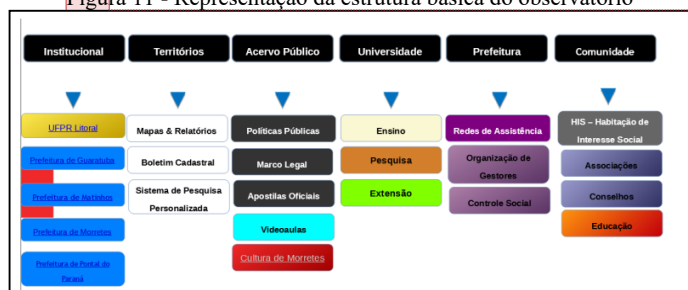 Figura 11 - Representação da estrutura básica do observatório
Institucional
Territórios
Acervo Público
Universidade
Prefeitura
Comunidade
UFPR Litoral
Prefeitura de Guaratuba
Prefeitura de Matinhos
Prefeitura de Morretes
Prefeitura de Pontal do
Paraná
Mapas & Relatórios
Boletim Cadastral
Sistema de Pesquisa
Personalizada
Políticas Públicas
Marco Legal
Apostilas Oficiais
Videoaulas
Cultura de Morretes
Ensino
Pesquisa
Extensão
Redes de Assistência
Organização de
Gestores
Controle Social
HIS – Habitação de
Interesse Social
Associações
Conselhos
Educação